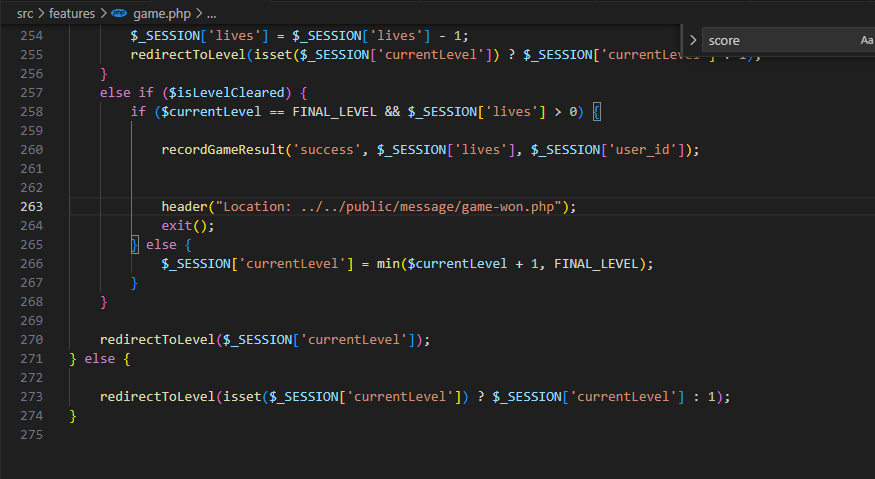 src > features > game.php > ...
score
Aa
254 $_SESSION['lives'] = $_SESSION['lives'] - 1;
255 redirectToLevel(isset($_SESSION['currentLevel']) ? $_SESSION['currentLevel'] : 1);
256 }
257 else if ($isLevelCleared) {
258 if ($currentLevel == FINAL_LEVEL && $_SESSION['lives'] > 0) {
259
260 recordGameResult('success', $_SESSION['lives'], $_SESSION['user_id']);
261
262
263 header("Location: ../../public/message/game-won.php");
264 exit();
265 } else {
266 $_SESSION['currentLevel'] = min($currentLevel + 1, FINAL_LEVEL);
267 }
268 }
269
270 redirectToLevel($_SESSION['currentLevel']);
271 } else {
272
273 redirectToLevel(isset($_SESSION['currentLevel']) ? $_SESSION['currentLevel'] : 1);
274 }
275